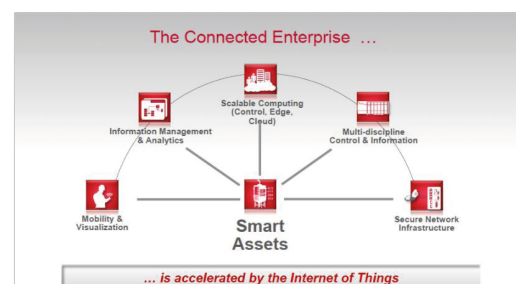 The Connected Enterprise ...
Scalable Computing
(Control, Edge,
Cloud)
Information Management
& Analytics
Multi-discipline
Control & Information
Mobility &
Visualization
Smart
Assets
Secure Network
Infrastructure
... is accelerated by the Internet of Things